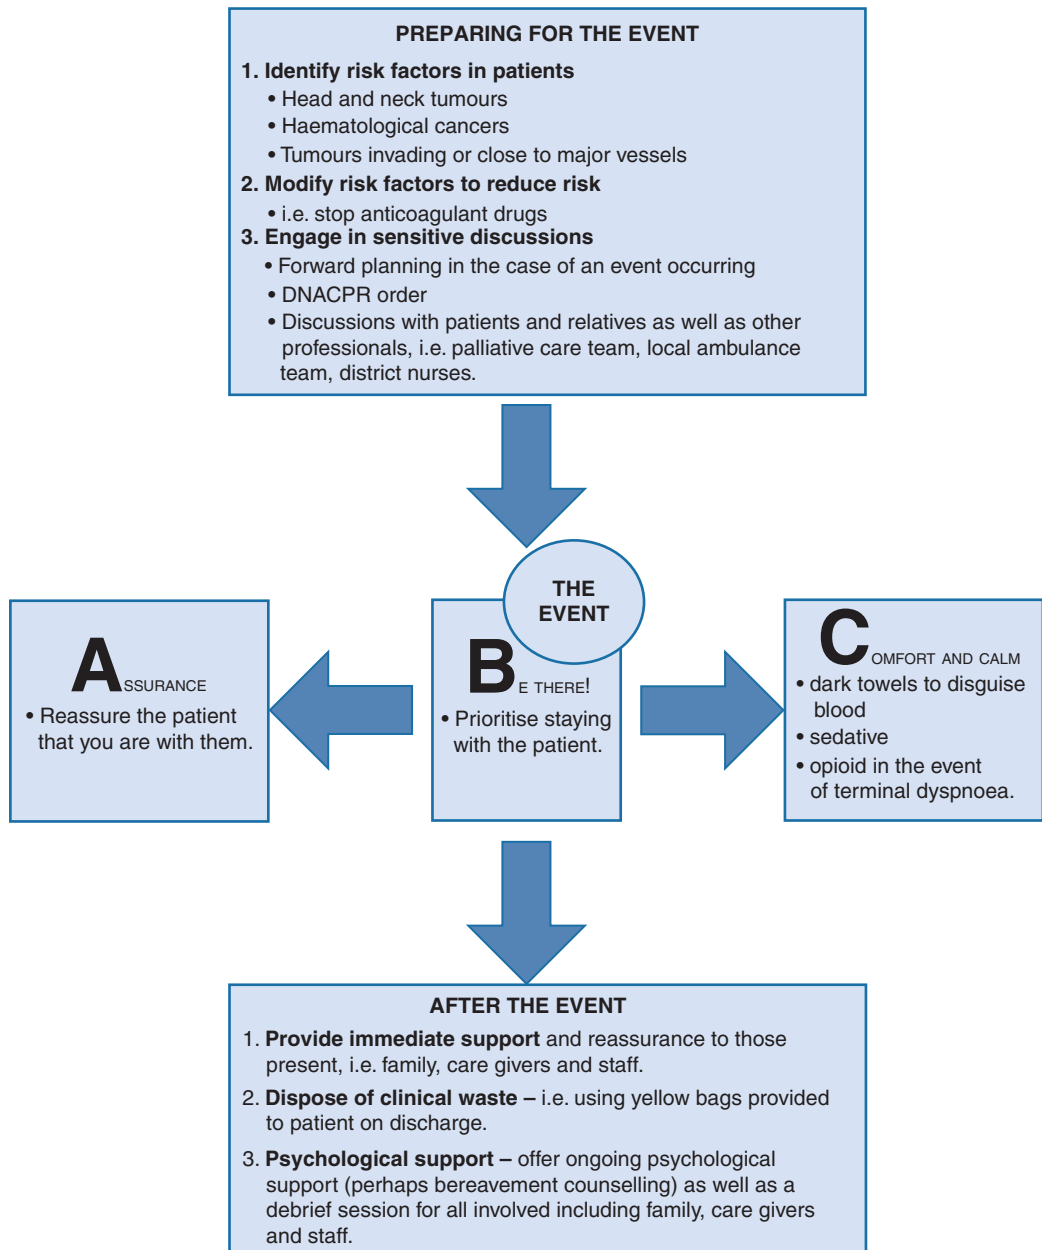 PREPARING FOR THE EVENT
1. Identify risk factors in patients
• Head and neck tumours
• Haematological cancers
• Tumours invading or close to major vessels
2. Modify risk factors to reduce risk
• i.e. stop anticoagulant drugs
3. Engage in sensitive discussions
• Forward planning in the case of an event occurring
• DNACPR order
• Discussions with patients and relatives as well as other
professionals, i.e. palliative care team, local ambulance
team, district nurses.
THE
EVENT
ASSURANCE
• Reassure the patient
that you are with them.
BE THERE!
• Prioritise staying
with the patient.
COMFORT AND CALM
• dark towels to disguise
blood
• sedative
• opioid in the event
of terminal dyspnoea.
AFTER THE EVENT
1. Provide immediate support and reassurance to those
present, i.e. family, care givers and staff.
2. Dispose of clinical waste – i.e. using yellow bags provided
to patient on discharge.
3. Psychological support – offer ongoing psychological
support (perhaps bereavement counselling) as well as a
debrief session for all involved including family, care givers
and staff.